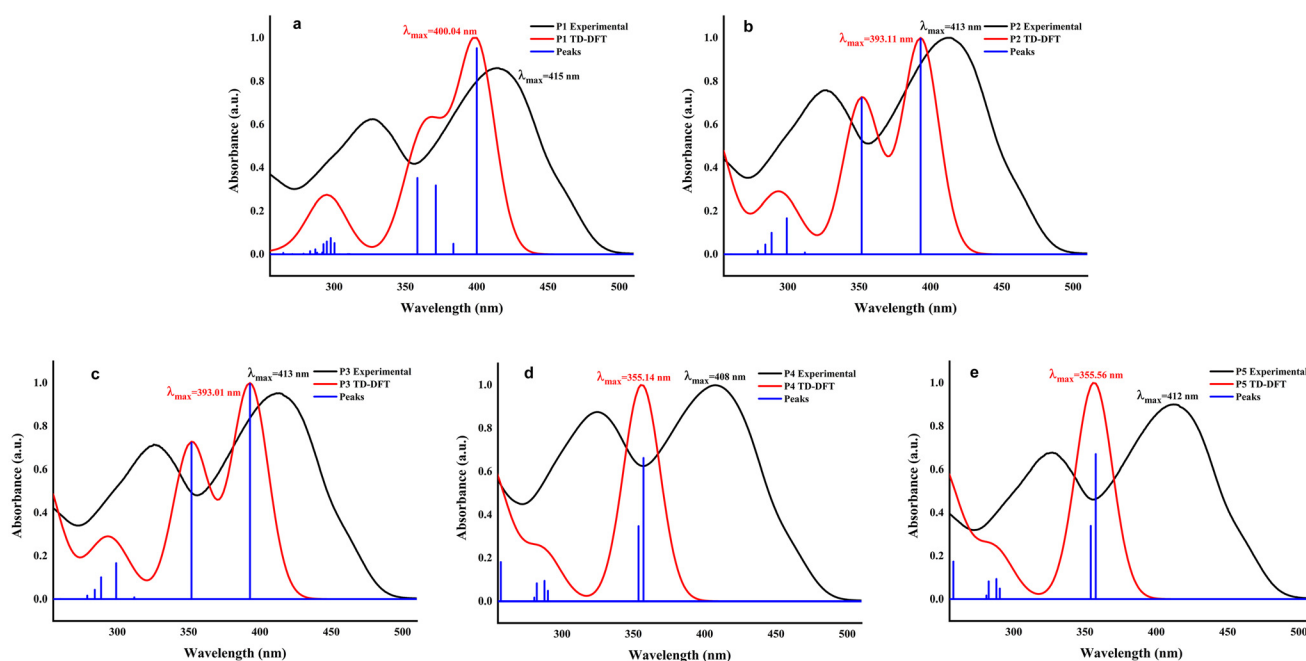 a
λmax=400.04 nm
λmax=415 nm
P1 Experimental
P1 TD-DFT
Peaks
Absorbance (a.u.)
1.0
0.8
0.6
0.4
0.2
0.0
300 350 400 450 500
Wavelength (nm)
b
λmax=393.11 nm
λmax=413 nm
P2 Experimental
P2 TD-DFT
Peaks
Absorbance (a.u.)
1.0
0.8
0.6
0.4
0.2
0.0
300 350 400 450 500
Wavelength (nm)
c
λmax=393.01 nm
λmax=413 nm
P3 Experimental
P3 TD-DFT
Peaks
Absorbance (a.u.)
1.0
0.8
0.6
0.4
0.2
0.0
300 350 400 450 500
Wavelength (nm)
d
λmax=355.14 nm
λmax=408 nm
P4 Experimental
P4 TD-DFT
Peaks
Absorbance (a.u.)
1.0
0.8
0.6
0.4
0.2
0.0
300 350 400 450 500
Wavelength (nm)
e
λmax=355.56 nm
λmax=412 nm
P5 Experimental
P5 TD-DFT
Peaks
Absorbance (a.u.)
1.0
0.8
0.6
0.4
0.2
0.0
300 350 400 450 500
Wavelength (nm)